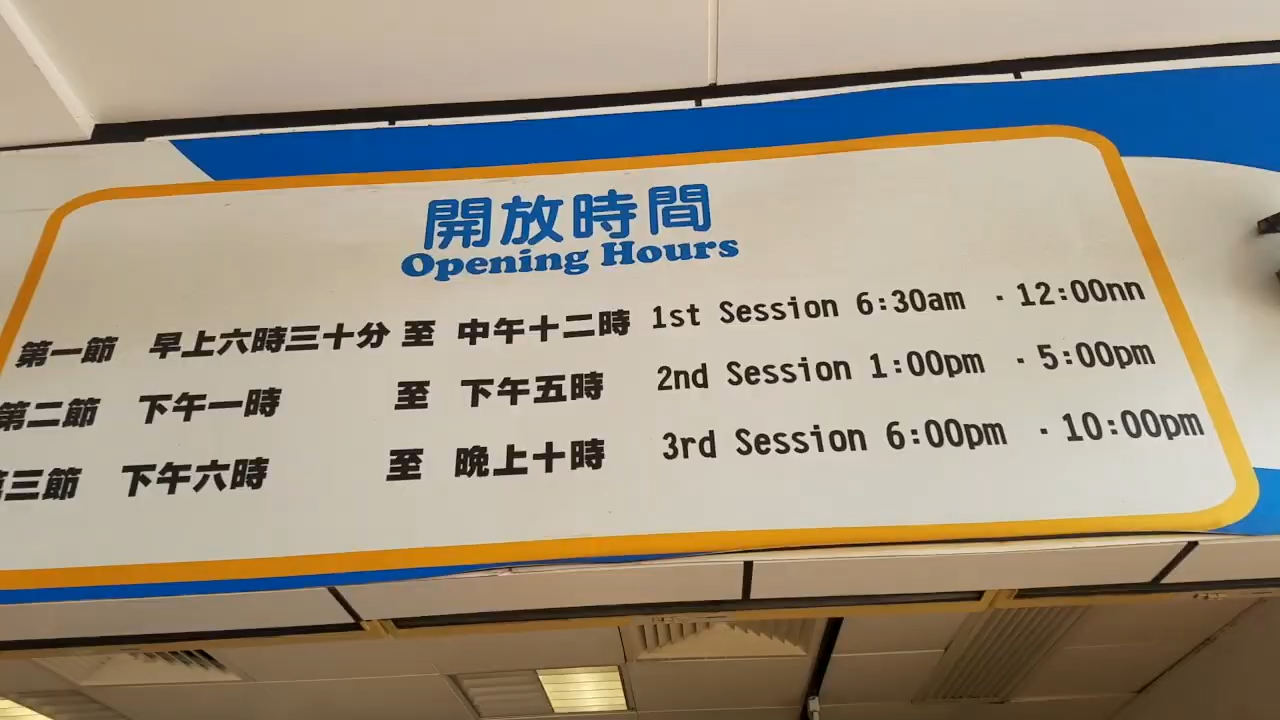 開放時間
Opening Hours
第一節 早上六時三十分 至 中午十二時 1st Session 6:30am - 12:00nn
第二節 下午一時 至 下午五時 2nd Session 1:00pm - 5:00pm
第三節 下午六時 至 晚上十時 3rd Session 6:00pm - 10:00pm